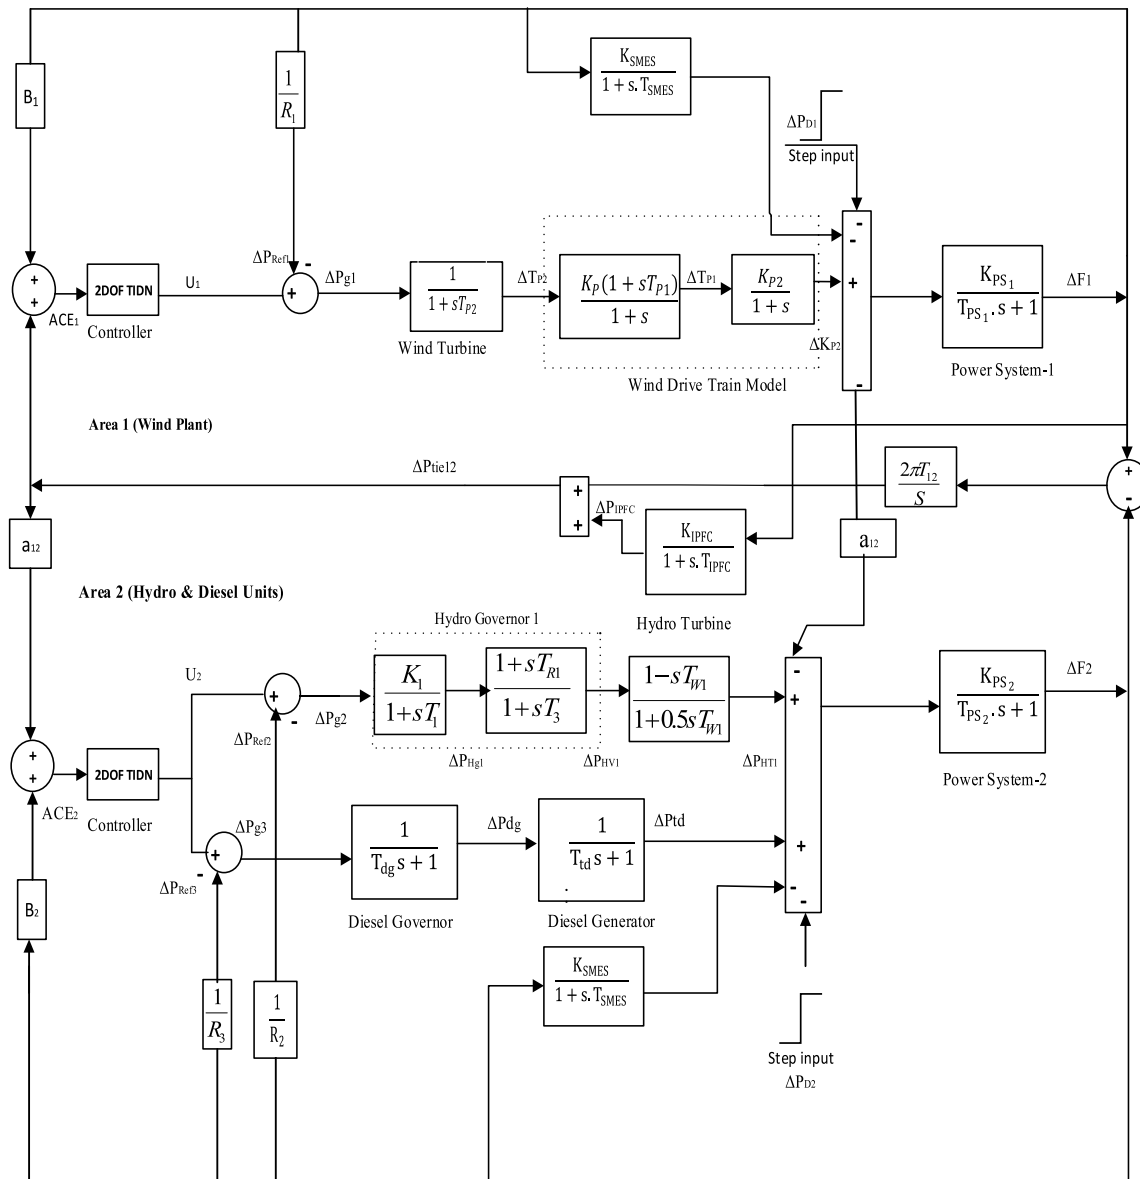 K_SMES
1 + s. T_SMES
B₁
1
R₁
ΔP_D1
Step input
ΔP_Ref1
-
-
-
+
+
ACE₁
2DOF TIDN
Controller
U₁
+
ΔPg1
1
1 + sT_P2
Wind Turbine
ΔT_P2
K_P (1 + sT_P1)
1 + s
ΔT_P1
K_P2
1 + s
Wind Drive Train Model
ΔK_P2
+
-
K_PS₁
T_PS₁ . s + 1
Power System-1
ΔF₁
Area 1 (Wind Plant)
ΔPtie12
+
+
ΔP_IPFC
2πT₁₂
S
+
-
a₁₂
K_IPFC
1 + s. T_IPFC
a₁₂
Area 2 (Hydro & Diesel Units)
Hydro Governor 1
Hydro Turbine
U₂
+
-
ΔP_Ref2
ΔPg2
K₁
1+sT₁
1+sT_R1
1+sT₃
ΔP_Hg1
ΔP_HV1
1−sT_W1
1+0.5sT_W1
ΔP_HT1
-
+
K_PS₂
T_PS₂ . s + 1
Power System-2
ΔF₂
+
+
ACE₂
2DOF TIDN
Controller
+
-
ΔPg3
ΔP_Ref3
1
T_dg s + 1
Diesel Governor
ΔPdg
1
T_td s + 1
:
Diesel Generator
ΔPtd
+
-
-
B₂
1
R₃
1
R₂
K_SMES
1 + s. T_SMES
Step input
ΔP_D2